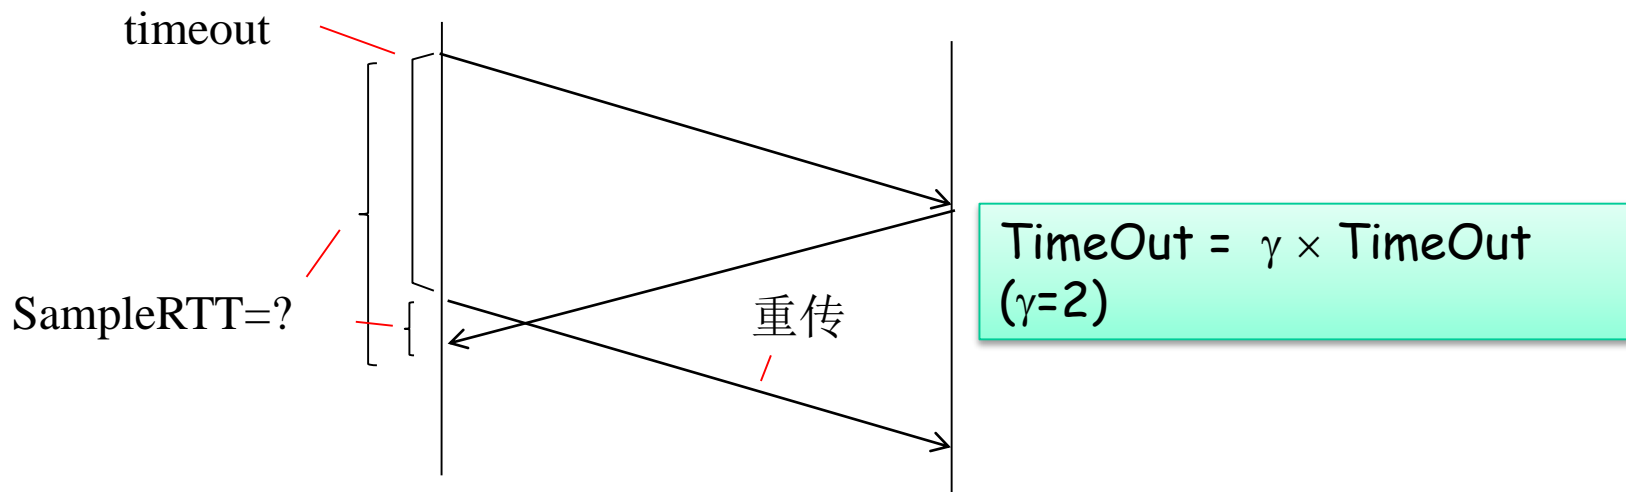 timeout
SampleRTT=?
重传
TimeOut = γ × TimeOut
(γ=2)